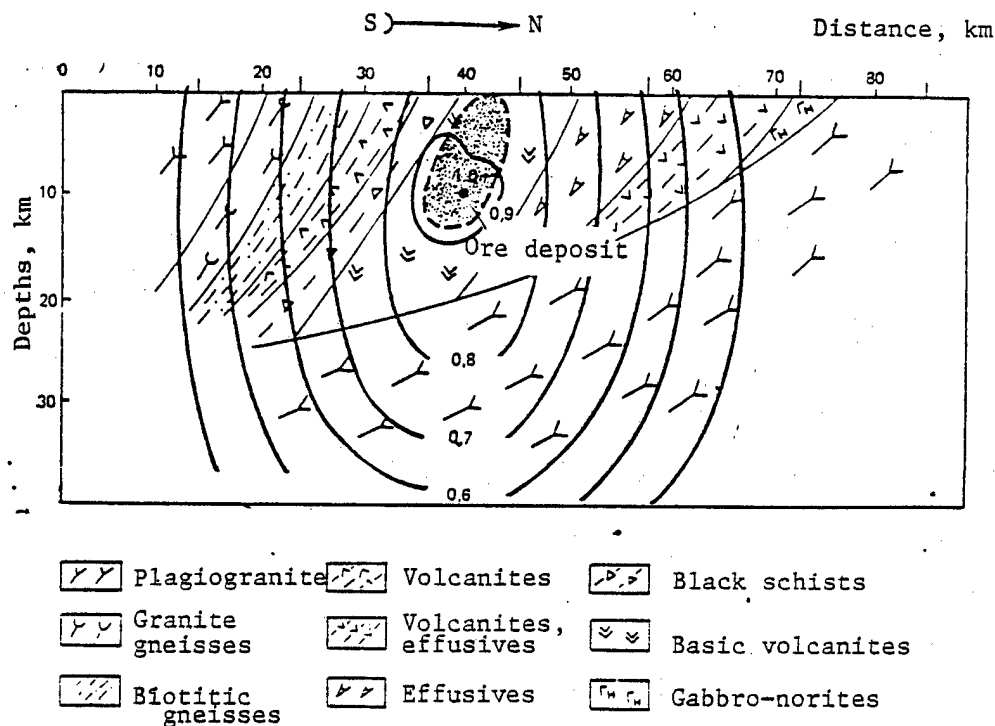 S N
Distance, km
0 10 20 30 40 50 60 70 80
Depths, km
10
20
30
1.0
0,9
Ore deposit
0,8
0,7
0,6
Plagiogranite
Volcanites
Black schists
Granite
gneisses
Volcanites,
effusives
Basic volcanites
Biotitic
gneisses
Effusives
Gabbro-norites